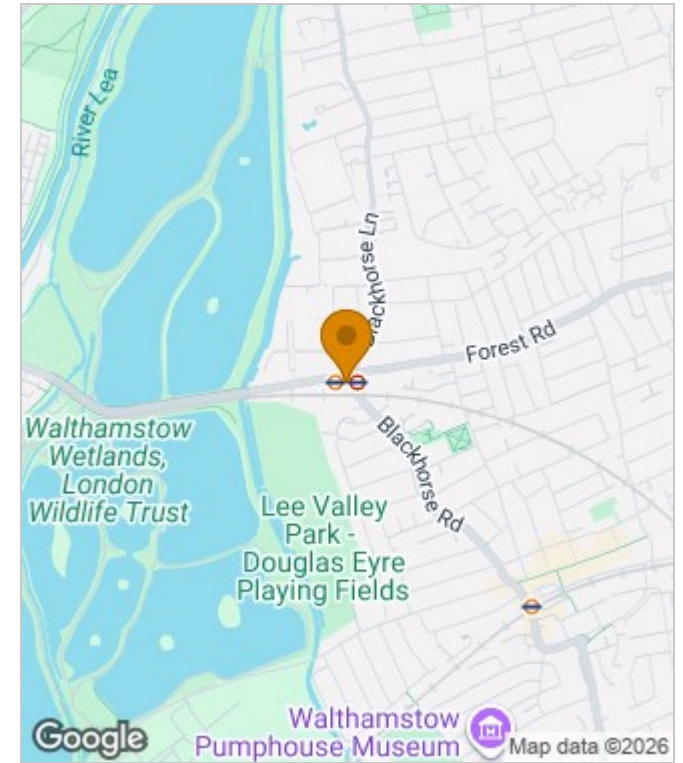 River Lea
Blackhorse Ln
Forest Rd
Walthamstow
Wetlands,
London
Wildlife Trust
Blackhorse Rd
Lee Valley
Park -
Douglas Eyre
Playing Fields
Walthamstow
Pumphouse Museum
Google
Map data ©2026